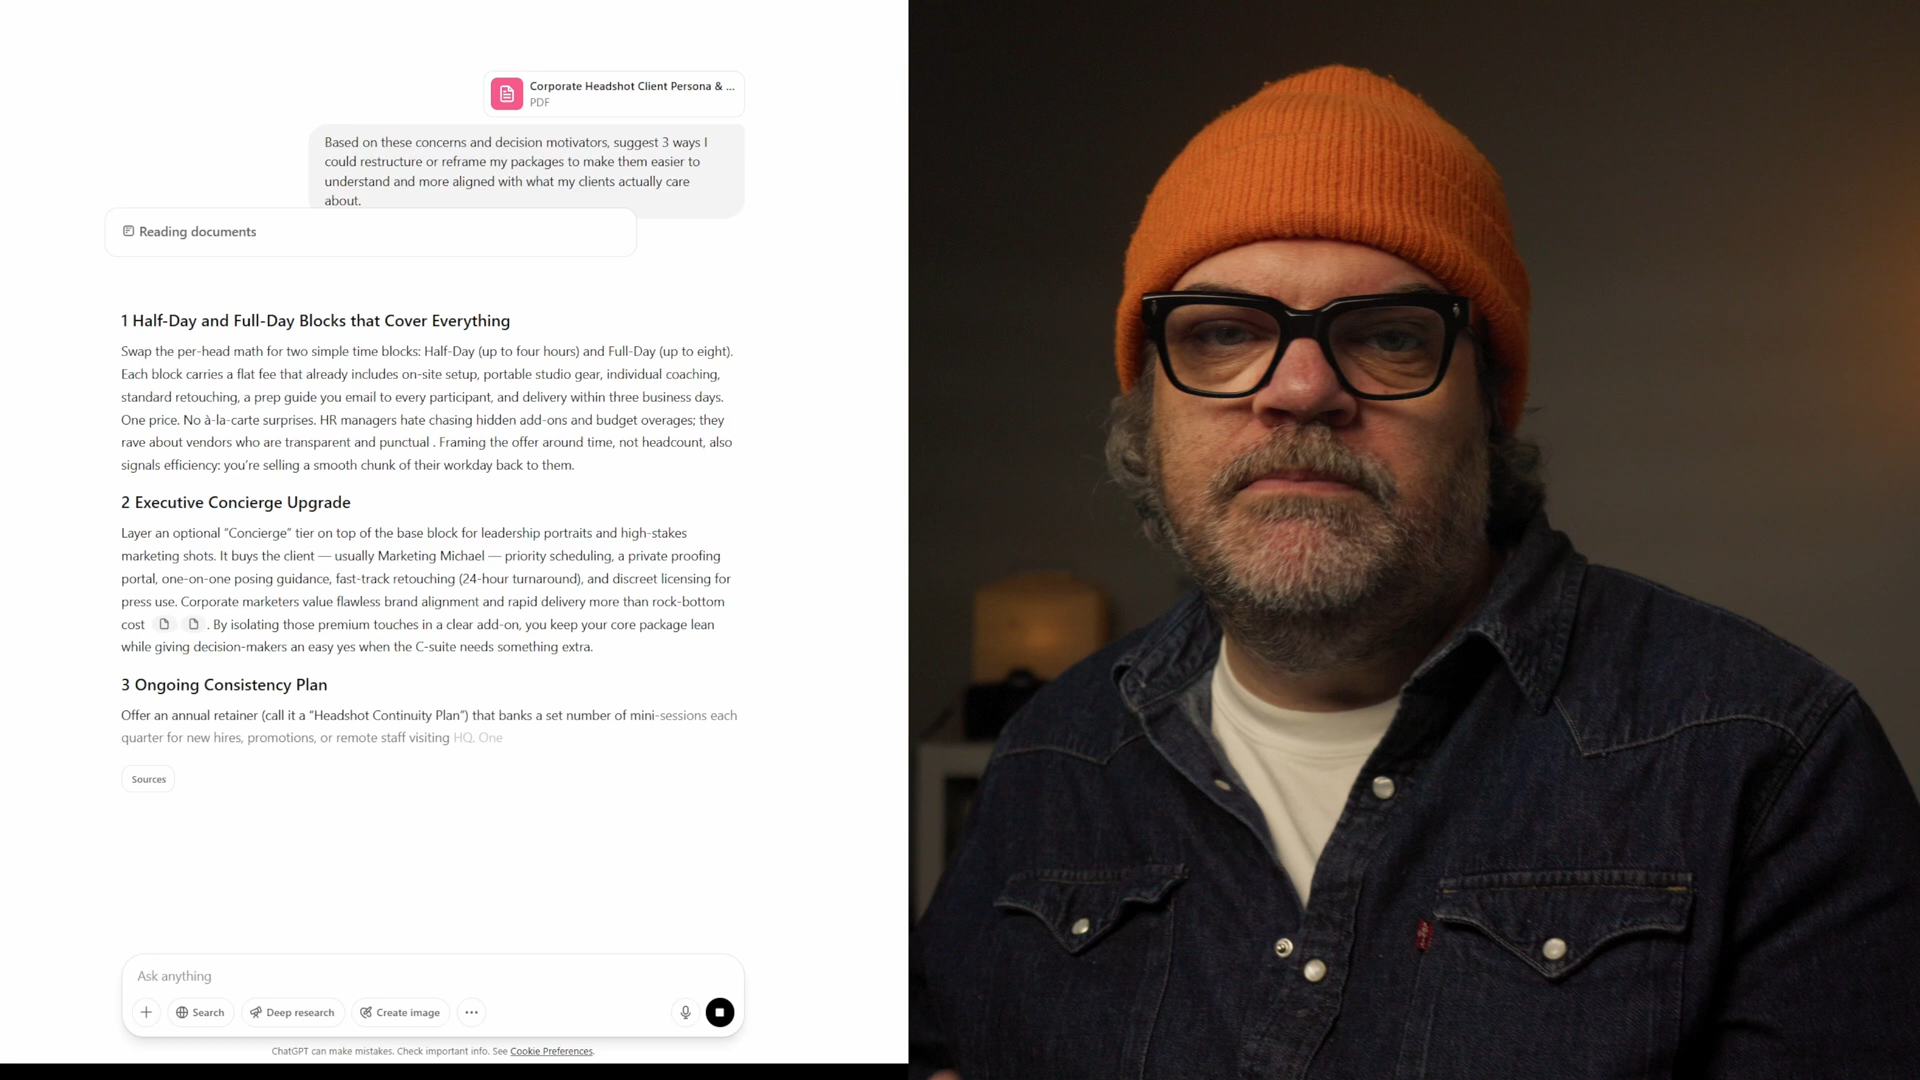 Corporate Headshot Client Persona & ...
PDF
Based on these concerns and decision motivators, suggest 3 ways I
could restructure or reframe my packages to make them easier to
understand and more aligned with what my clients actually care
about.
Reading documents
1 Half-Day and Full-Day Blocks that Cover Everything
Swap the per-head math for two simple time blocks: Half-Day (up to four hours) and Full-Day (up to eight).
Each block carries a flat fee that already includes on-site setup, portable studio gear, individual coaching,
standard retouching, a prep guide you email to every participant, and delivery within three business days.
One price. No à-la-carte surprises. HR managers hate chasing hidden add-ons and budget overages; they
rave about vendors who are transparent and punctual . Framing the offer around time, not headcount, also
signals efficiency: you’re selling a smooth chunk of their workday back to them.
2 Executive Concierge Upgrade
Layer an optional “Concierge” tier on top of the base block for leadership portraits and high-stakes
marketing shots. It buys the client — usually Marketing Michael — priority scheduling, a private proofing
portal, one-on-one posing guidance, fast-track retouching (24-hour turnaround), and discreet licensing for
press use. Corporate marketers value flawless brand alignment and rapid delivery more than rock-bottom
cost . By isolating those premium touches in a clear add-on, you keep your core package lean
while giving decision-makers an easy yes when the C-suite needs something extra.
3 Ongoing Consistency Plan
Offer an annual retainer (call it a “Headshot Continuity Plan”) that banks a set number of mini-sessions each
quarter for new hires, promotions, or remote staff visiting HQ. One
Sources
Ask anything
Search
Deep research
Create image
ChatGPT can make mistakes. Check important info. See Cookie Preferences.